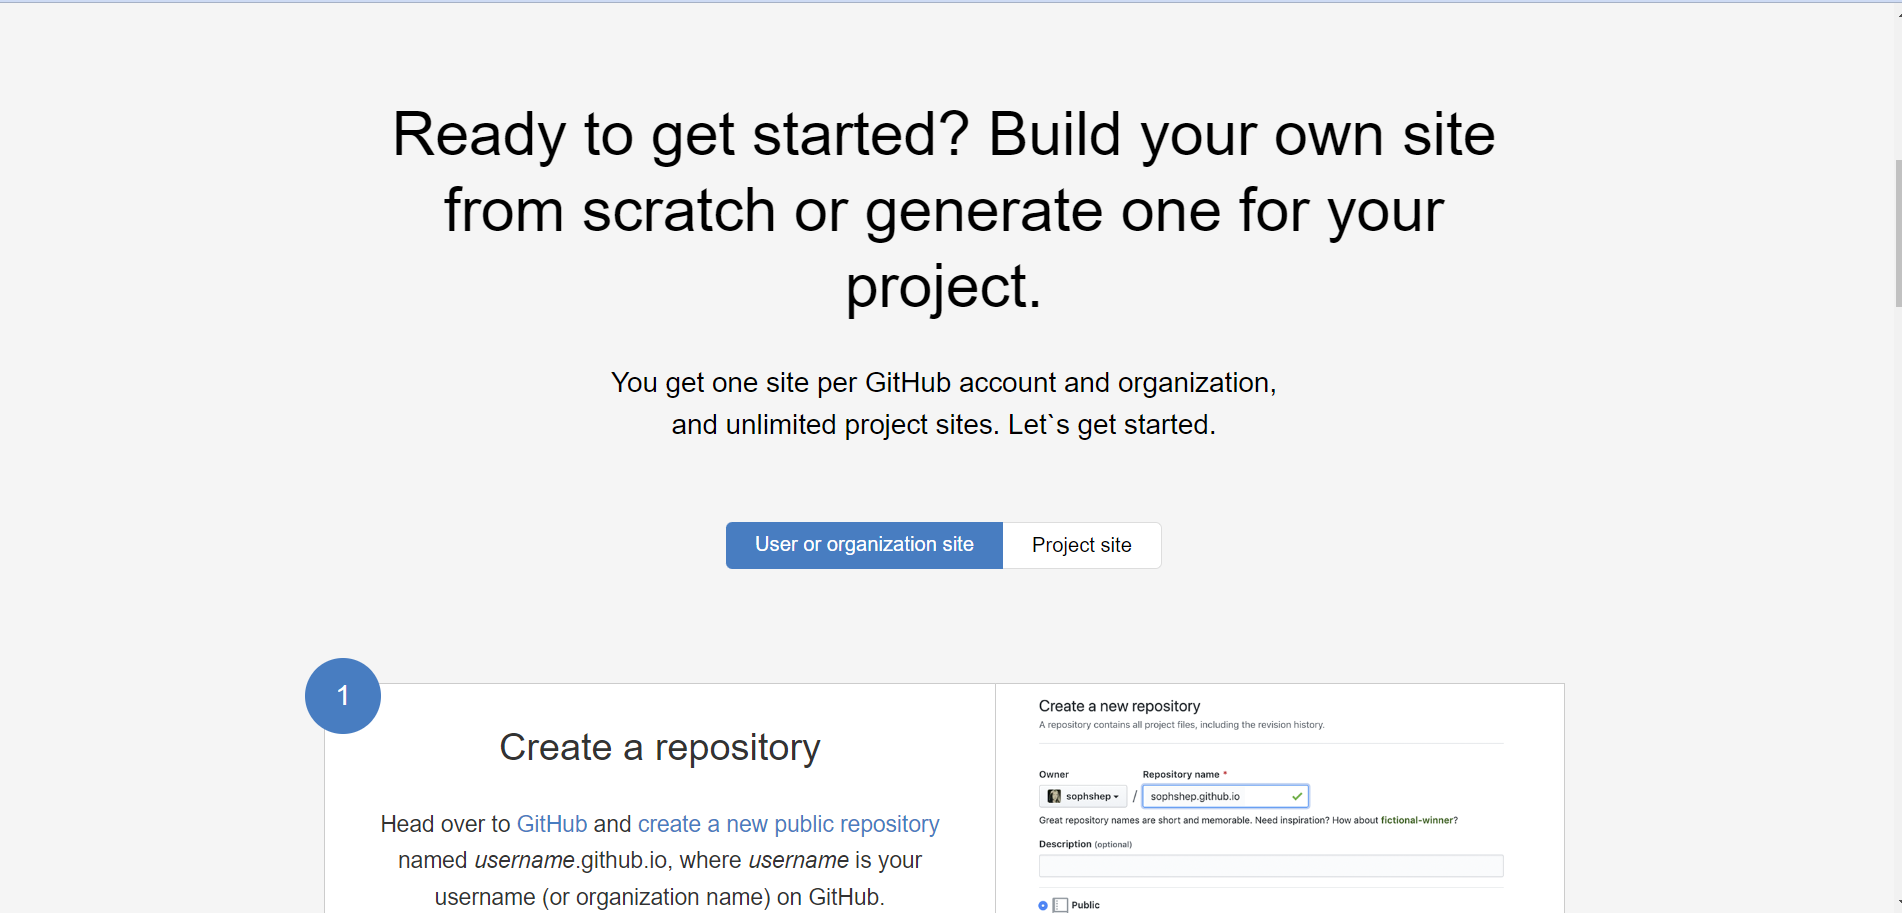 Ready to get started? Build your own site
from scratch or generate one for your
project.
You get one site per GitHub account and organization,
and unlimited project sites. Let`s get started.
User or organization site
Project site
1
Create a repository
Head over to GitHub and create a new public repository
named username.github.io, where username is your
username (or organization name) on GitHub.
Create a new repository
A repository contains all project files, including the revision history.
Owner
Repository name *
sophshep
/
sophshep.github.io
Great repository names are short and memorable. Need inspiration? How about fictional-winner?
Description (optional)
Public